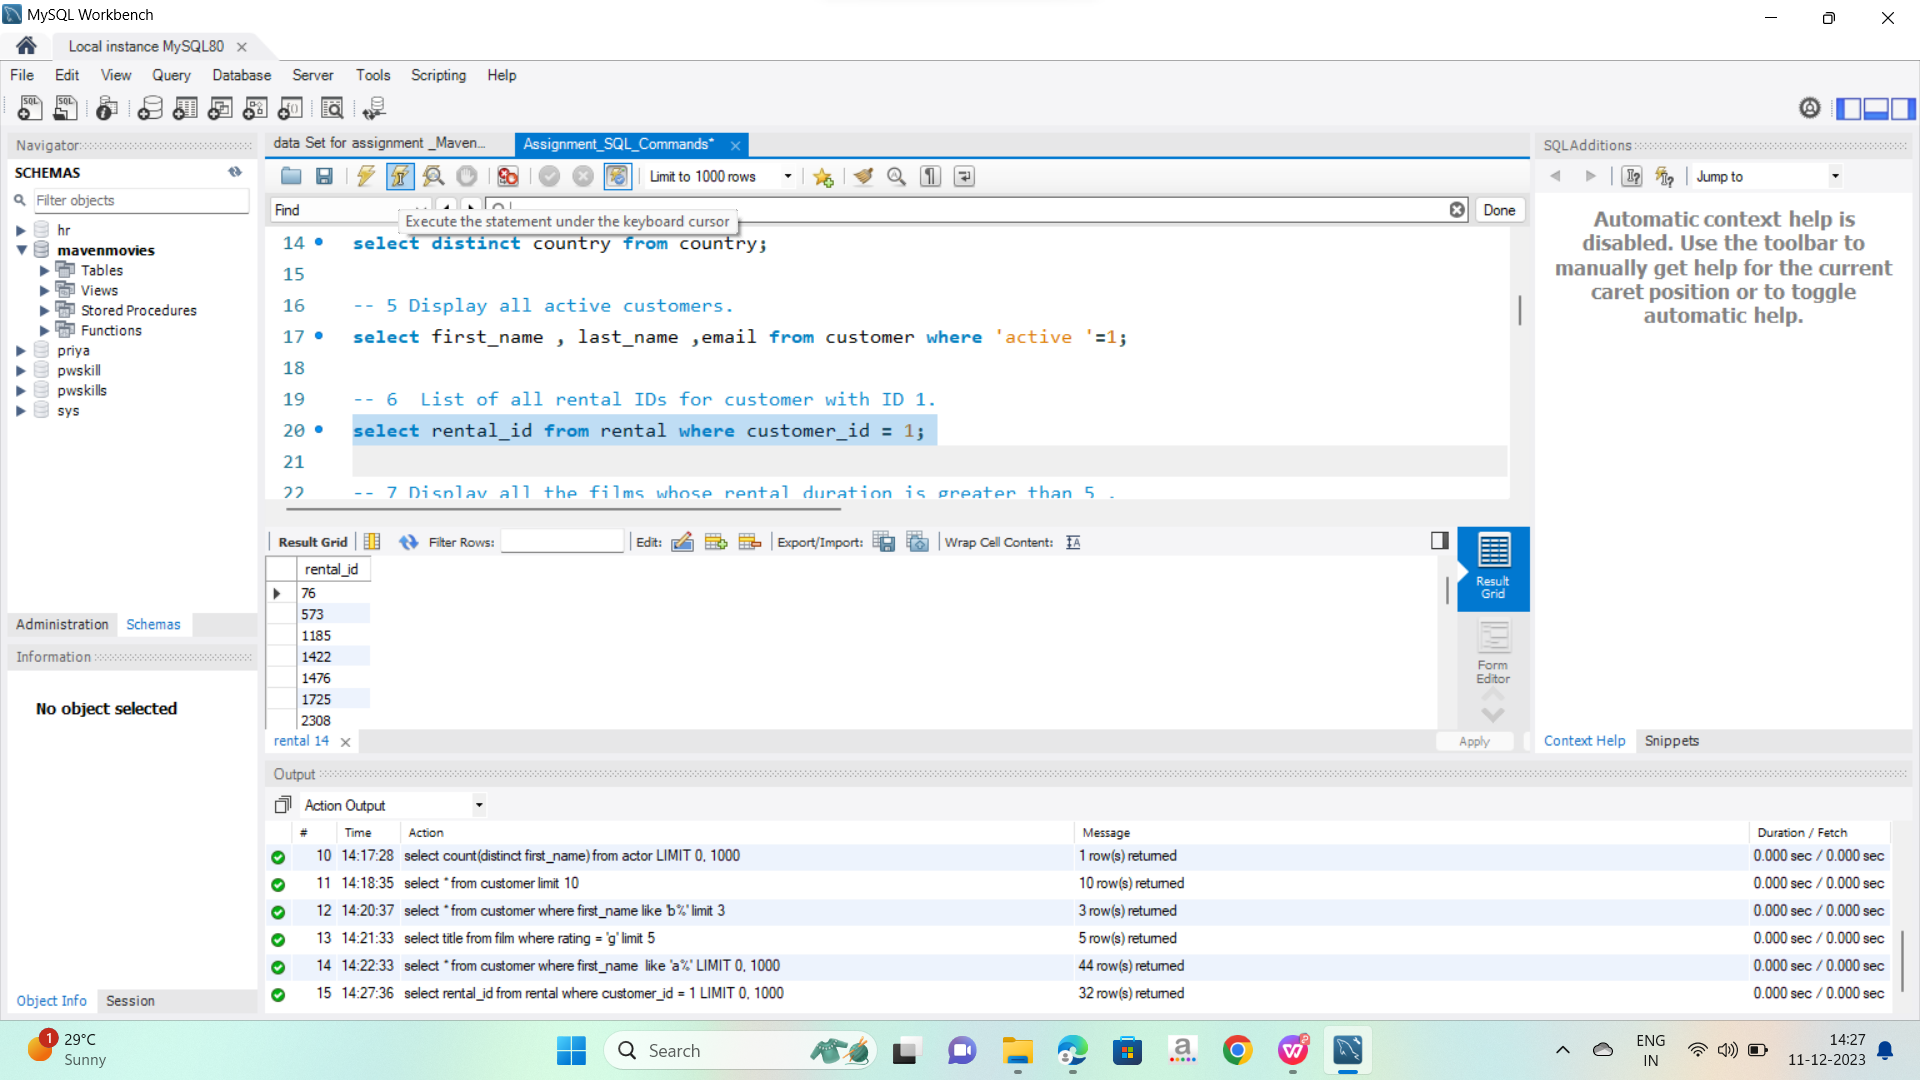 MySQL Workbench
Local instance MySQL80
File Edit View Query Database Server Tools Scripting Help
Navigator
SCHEMAS
Filter objects
hr
mavenmovies
Tables
Views
Stored Procedures
Functions
priya
pwskill
pwskills
sys
Administration Schemas
Information
No object selected
Object Info Session
data Set for assignment _Maven... Assignment_SQL_Commands*
Limit to 1000 rows
Find
Done
Execute the statement under the keyboard cursor
14 select distinct country from country;
15
16 -- 5 Display all active customers.
17 select first_name , last_name ,email from customer where 'active '=1;
18
19 -- 6 List of all rental IDs for customer with ID 1.
20 select rental_id from rental where customer_id = 1;
21
22 -- 7 Display all the films whose rental duration is greater than 5 .
Result Grid Filter Rows: Edit: Export/Import: Wrap Cell Content:
rental_id
76
573
1185
1422
1476
1725
2308
Result Grid
Form Editor
rental 14
Apply
SQLAdditions
Jump to
Automatic context help is
disabled. Use the toolbar to
manually get help for the current
caret position or to toggle
automatic help.
Context Help Snippets
Output
Action Output
# Time Action Message Duration / Fetch
10 14:17:28 select count(distinct first_name) from actor LIMIT 0, 1000 1 row(s) returned 0.000 sec / 0.000 sec
11 14:18:35 select * from customer limit 10 10 row(s) returned 0.000 sec / 0.000 sec
12 14:20:37 select * from customer where first_name like 'b%' limit 3 3 row(s) returned 0.000 sec / 0.000 sec
13 14:21:33 select title from film where rating = 'g' limit 5 5 row(s) returned 0.000 sec / 0.000 sec
14 14:22:33 select * from customer where first_name  like 'a%' LIMIT 0, 1000 44 row(s) returned 0.000 sec / 0.000 sec
15 14:27:36 select rental_id from rental where customer_id = 1 LIMIT 0, 1000 32 row(s) returned 0.000 sec / 0.000 sec
1
29°C
Sunny
Search
ENG
IN
14:27
11-12-2023